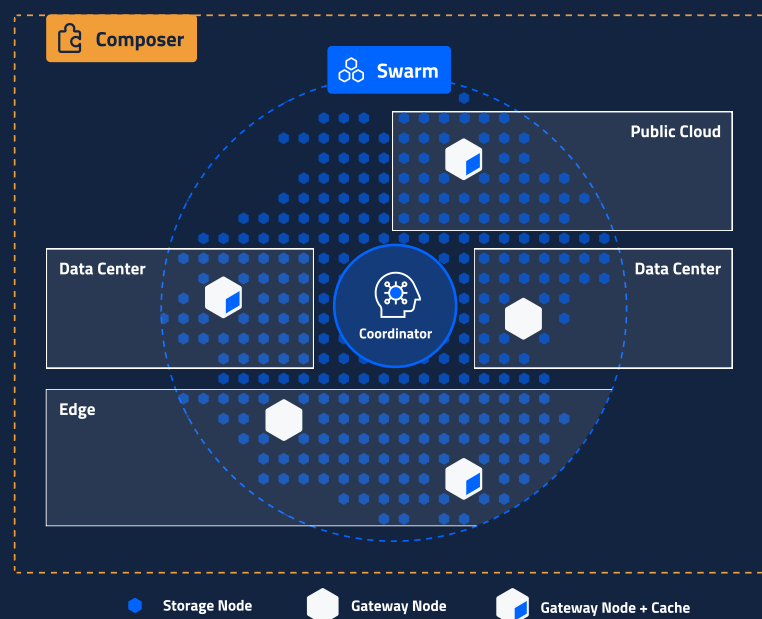 Composer
Swarm
Public Cloud
Data Center
Data Center
Coordinator
Edge
Storage Node
Gateway Node
Gateway Node + Cache